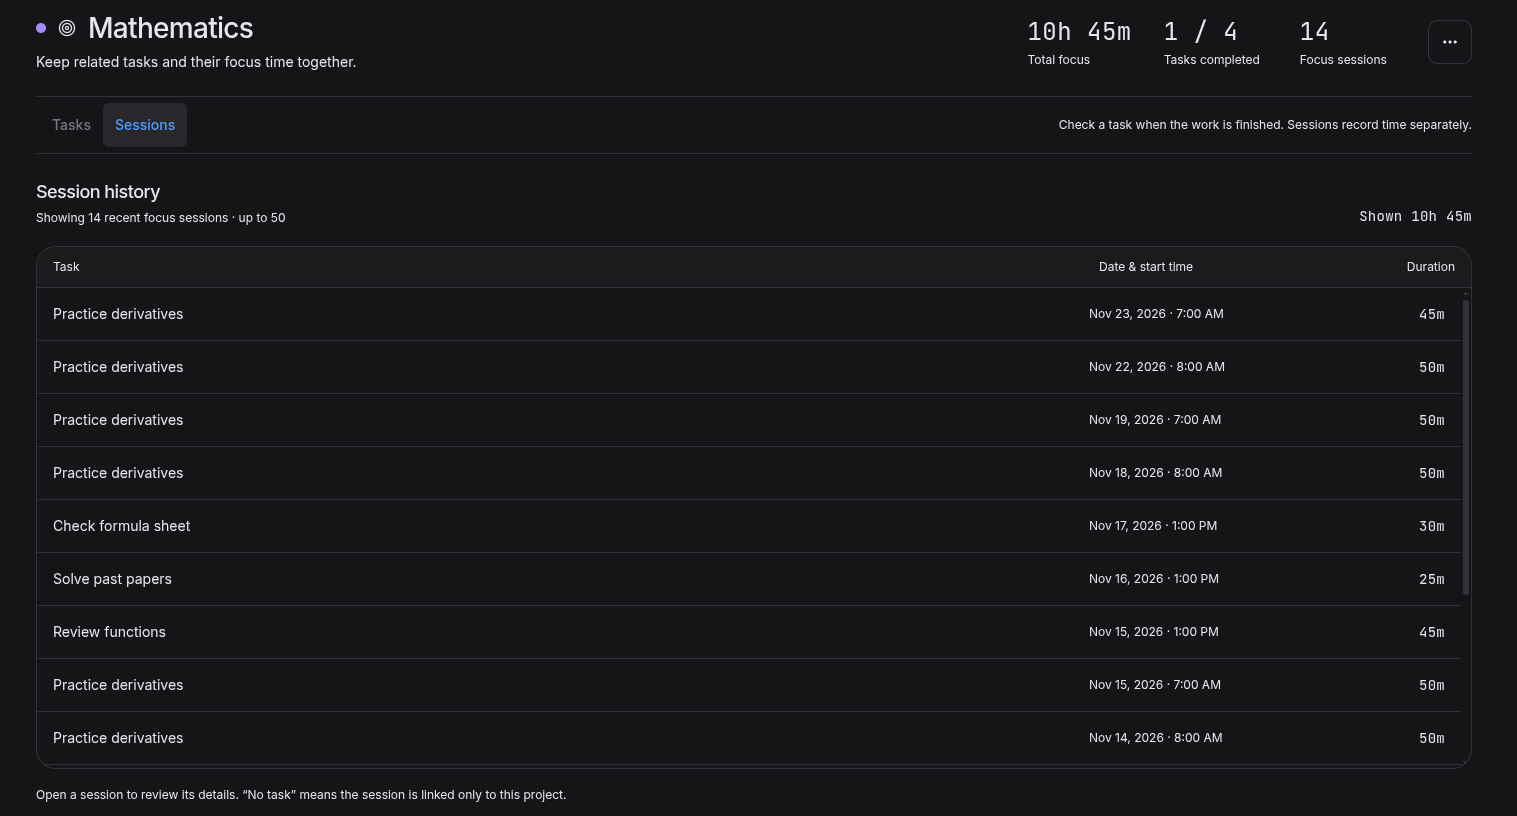 Mathematics
Keep related tasks and their focus time together.
10h 45m
Total focus
1 / 4
Tasks completed
14
Focus sessions
Tasks
Sessions
Check a task when the work is finished. Sessions record time separately.
Session history
Showing 14 recent focus sessions · up to 50
Shown 10h 45m
Task Date & start time Duration
Practice derivatives Nov 23, 2026 · 7:00 AM 45m
Practice derivatives Nov 22, 2026 · 8:00 AM 50m
Practice derivatives Nov 19, 2026 · 7:00 AM 50m
Practice derivatives Nov 18, 2026 · 8:00 AM 50m
Check formula sheet Nov 17, 2026 · 1:00 PM 30m
Solve past papers Nov 16, 2026 · 1:00 PM 25m
Review functions Nov 15, 2026 · 1:00 PM 45m
Practice derivatives Nov 15, 2026 · 7:00 AM 50m
Practice derivatives Nov 14, 2026 · 8:00 AM 50m
Open a session to review its details. “No task” means the session is linked only to this project.